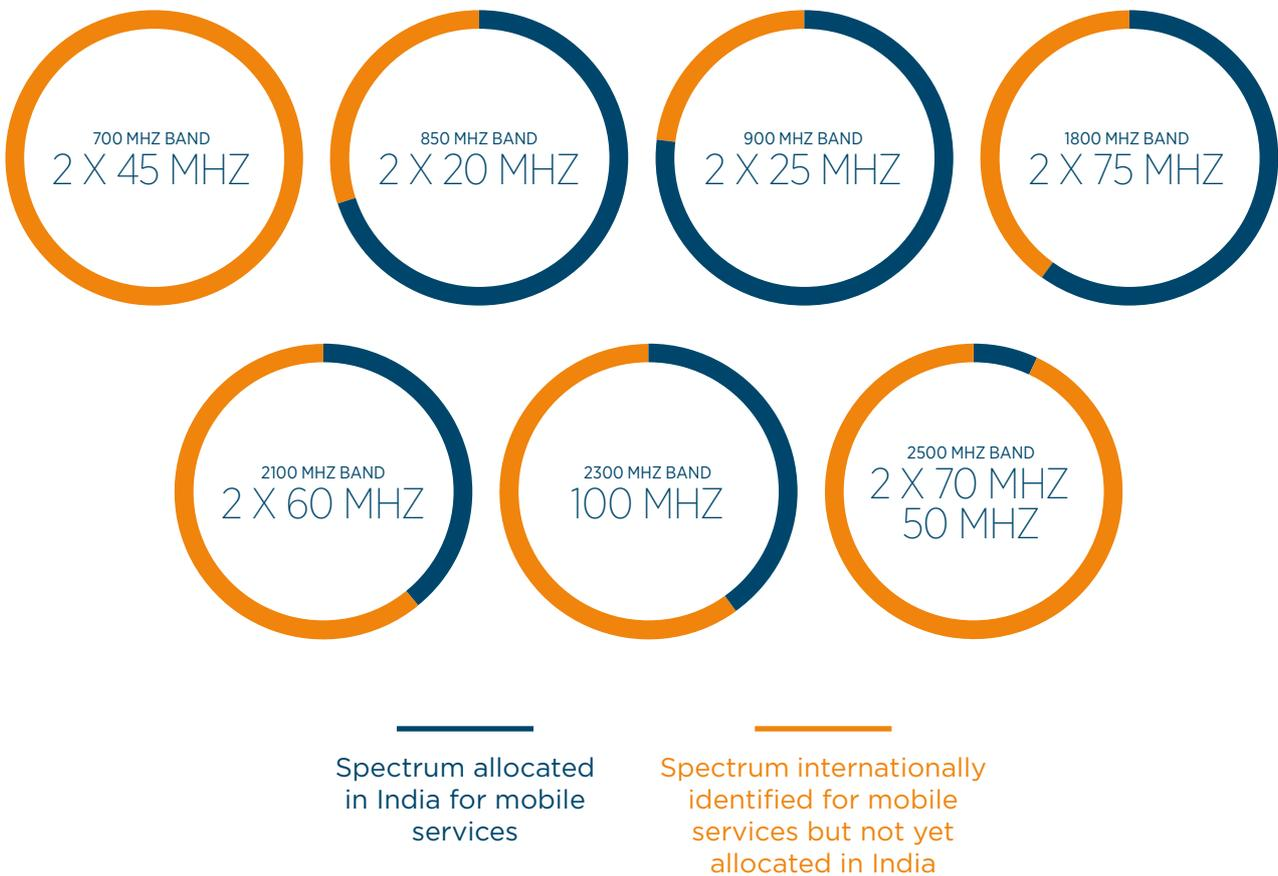 700 MHZ BAND
2 X 45 MHZ
850 MHZ BAND
2 X 20 MHZ
900 MHZ BAND
2 X 25 MHZ
1800 MHZ BAND
2 X 75 MHZ
2100 MHZ BAND
2 X 60 MHZ
2300 MHZ BAND
100 MHZ
2500 MHZ BAND
2 X 70 MHZ
50 MHZ
Spectrum allocated
in India for mobile
services
Spectrum internationally
identified for mobile
services but not yet
allocated in India